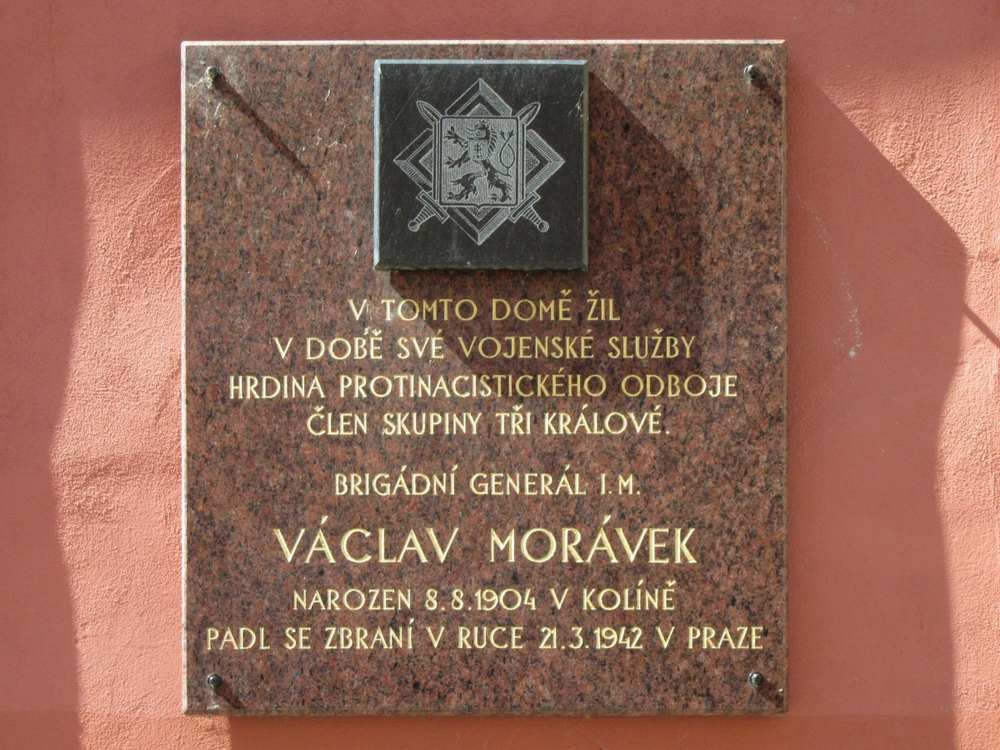 V TOMTO DOMĚ ŽIL
V DOBĚ SVÉ VOJENSKÉ SLUŽBY
HRDINA PROTINACISTICKÉHO ODBOJE
ČLEN SKUPINY TŘI KRÁLOVÉ.
BRIGÁDNÍ GENERÁL I.M.
VÁCLAV MORÁVEK
NAROZEN 8.8.1904 V KOLÍNĚ
PADL SE ZBRANÍ V RUCE 21.3.1942 V PRAZE